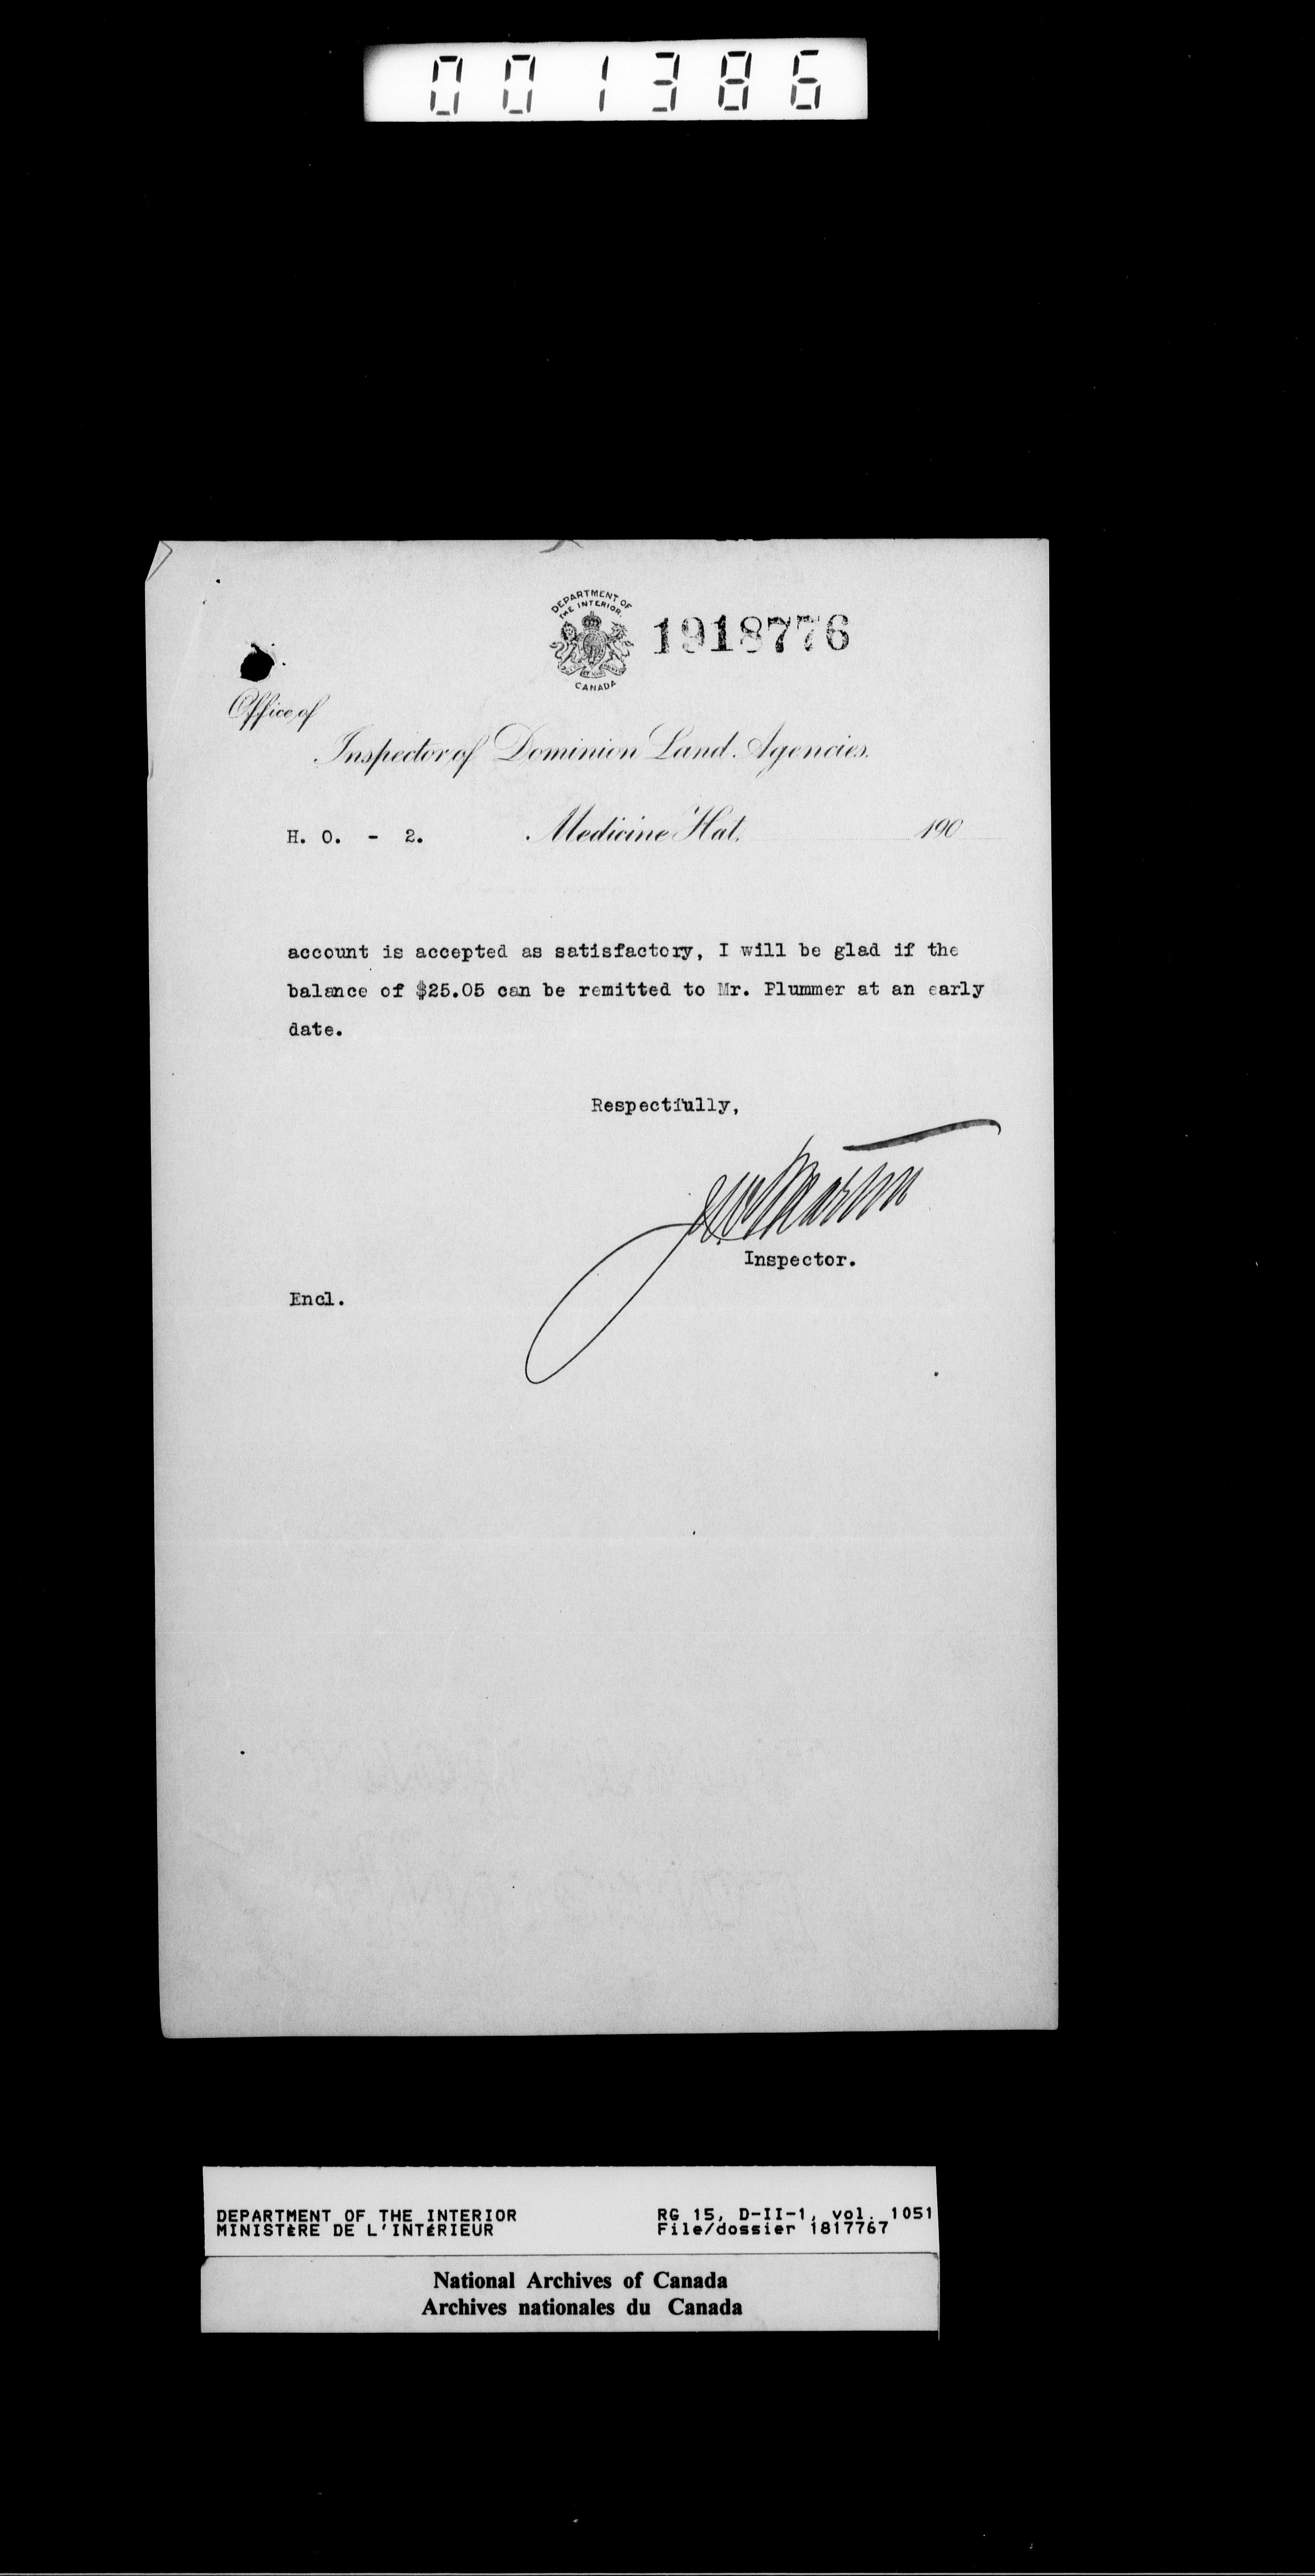 001386
DEPARTMENT OF
THE INTERIOR.
CANADA
1918776
Office of
Inspector of Dominion Land Agencies.
H. O. - 2. Medicine Hat, 190
account is accepted as satisfactory, I will be glad if the
balance of $25.05 can be remitted to Mr. Plummer at an early
date.
Respectfully,
Inspector.
Encl.
DEPARTMENT OF THE INTERIOR RG 15, D-II-1, vol. 1051
MINISTÈRE DE L'INTÉRIEUR File/dossier 1817767
National Archives of Canada
Archives nationales du Canada